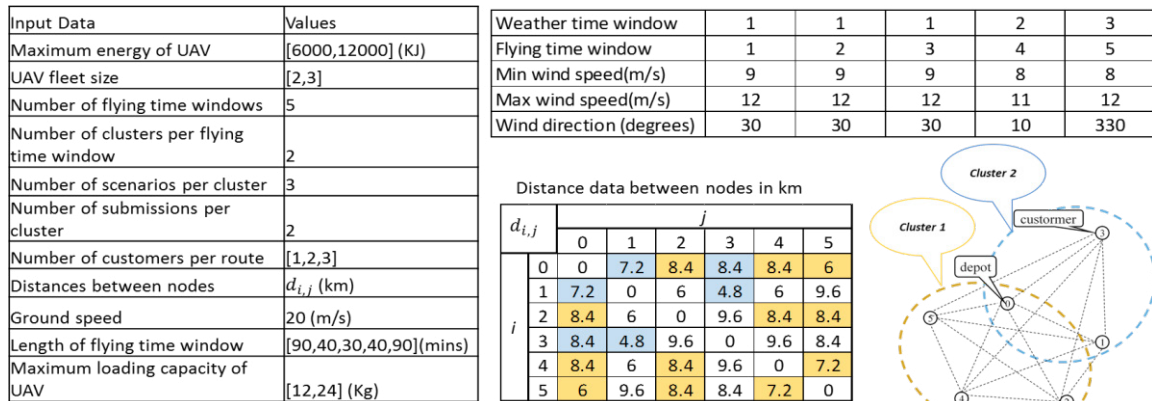 Input Data Values
Maximum energy of UAV [6000,12000] (KJ)
UAV fleet size [2,3]
Number of flying time windows 5
Number of clusters per flying
time window 2
Number of scenarios per cluster 3
Number of submissions per
cluster 2
Number of customers per route [1,2,3]
Distances between nodes d_{i,j} (km)
Ground speed 20 (m/s)
Length of flying time window [90,40,30,40,90](mins)
Maximum loading capacity of
UAV [12,24] (Kg)
Weather time window 1 1 1 2 3
Flying time window 1 2 3 4 5
Min wind speed(m/s) 9 9 9 8 8
Max wind speed(m/s) 12 12 12 11 12
Wind direction (degrees) 30 30 30 10 330
Distance data between nodes in km
d_{i,j} j
0 1 2 3 4 5
i
0 0 7.2 8.4 8.4 8.4 6
1 7.2 0 6 4.8 6 9.6
2 8.4 6 0 9.6 8.4 8.4
3 8.4 4.8 9.6 0 9.6 8.4
4 8.4 6 8.4 9.6 0 7.2
5 6 9.6 8.4 8.4 7.2 0
Cluster 2
Cluster 1
custormer
3
depot
0
5
1
4